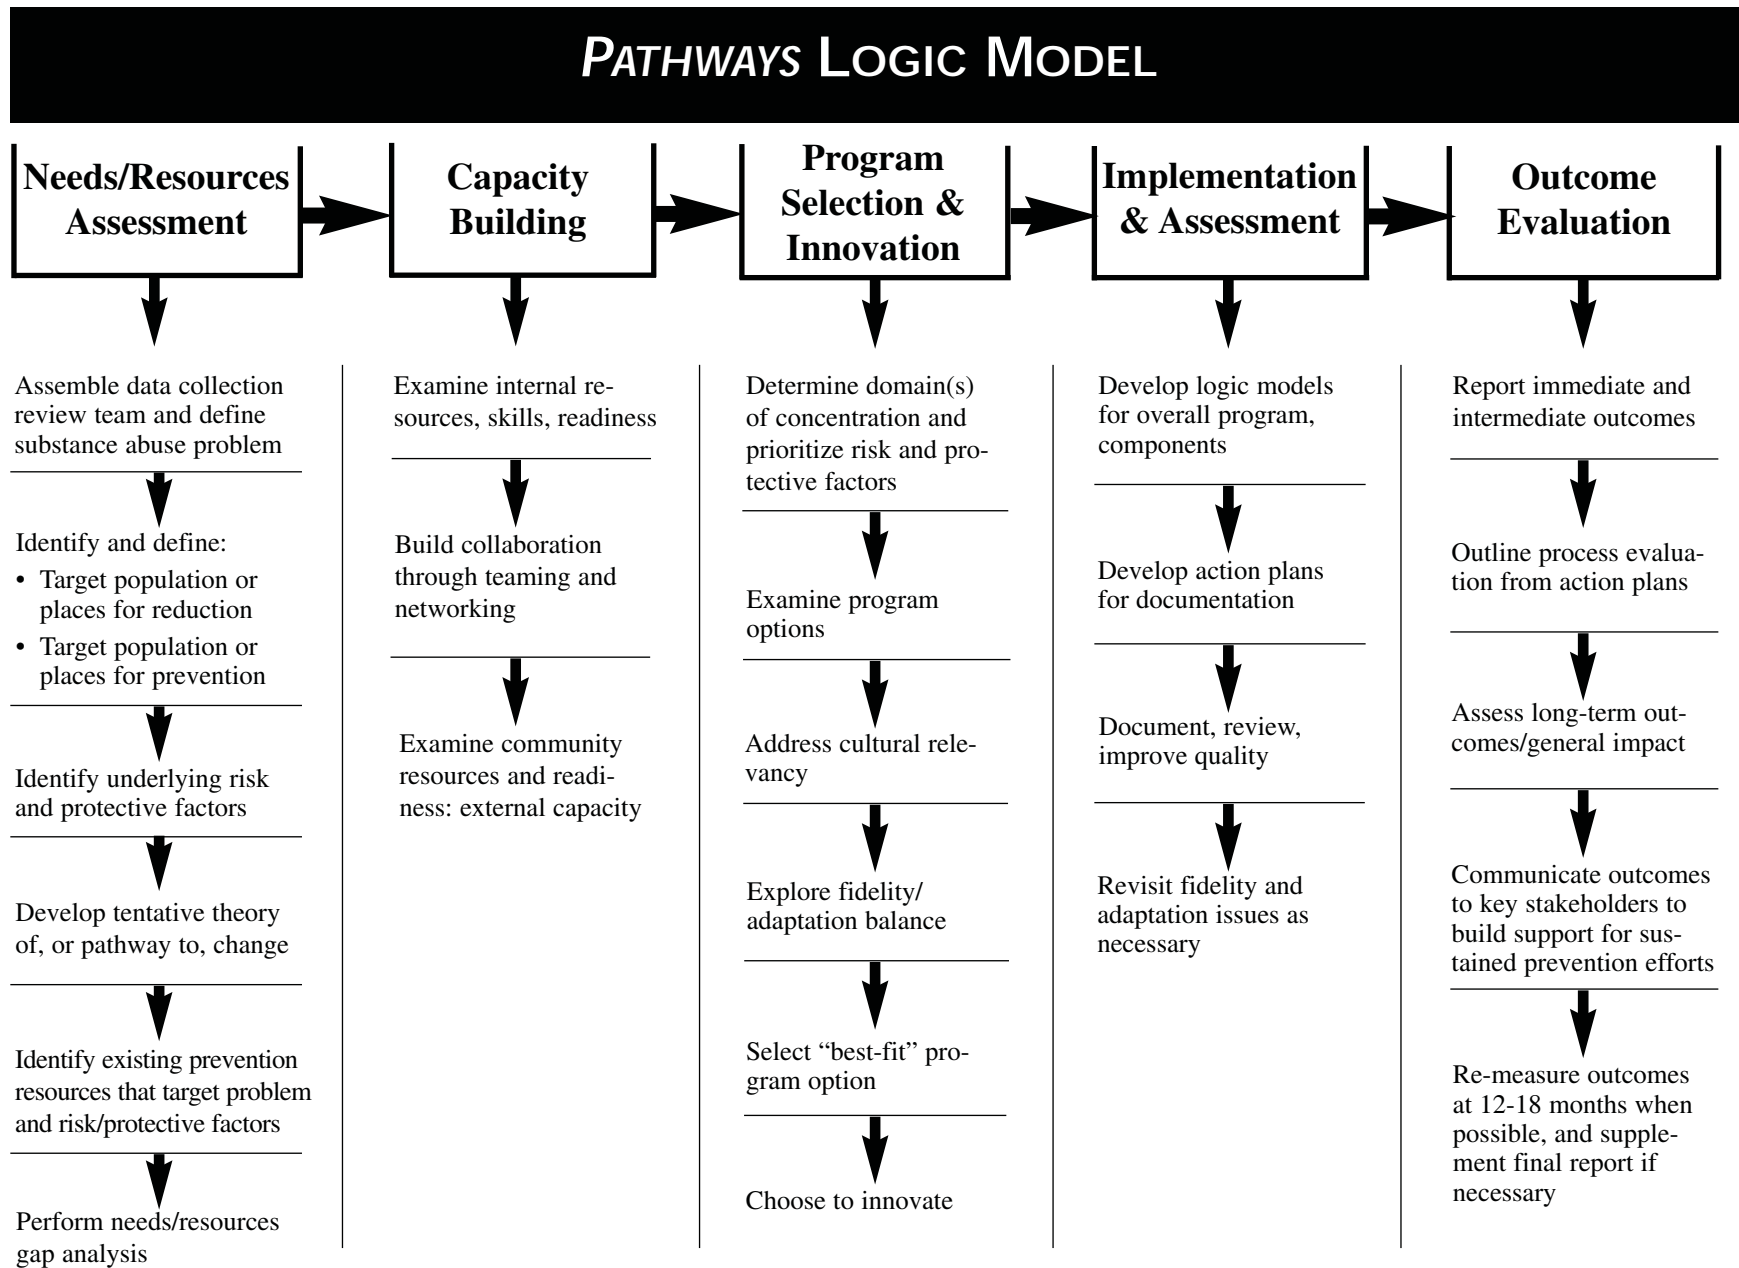 PATHWAYS LOGIC MODEL
Needs/Resources
Assessment
Capacity
Building
Program
Selection &
Innovation
Implementation
& Assessment
Outcome
Evaluation
Assemble data collection
review team and define
substance abuse problem
Identify and define:
• Target population or
places for reduction
• Target population or
places for prevention
Identify underlying risk
and protective factors
Develop tentative theory
of, or pathway to, change
Identify existing prevention
resources that target problem
and risk/protective factors
Perform needs/resources
gap analysis
Examine internal re-
sources, skills, readiness
Build collaboration
through teaming and
networking
Examine community
resources and readi-
ness: external capacity
Determine domain(s)
of concentration and
prioritize risk and pro-
tective factors
Examine program
options
Address cultural rele-
vancy
Explore fidelity/
adaptation balance
Select “best-fit” pro-
gram option
Choose to innovate
Develop logic models
for overall program,
components
Develop action plans
for documentation
Document, review,
improve quality
Revisit fidelity and
adaptation issues as
necessary
Report immediate and
intermediate outcomes
Outline process evalua-
tion from action plans
Assess long-term out-
comes/general impact
Communicate outcomes
to key stakeholders to
build support for sus-
tained prevention efforts
Re-measure outcomes
at 12-18 months when
possible, and supple-
ment final report if
necessary